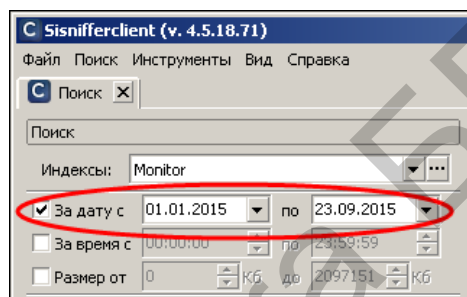 C Sisnifferclient (v. 4.5.18.71)
Файл Поиск Инструменты Вид Справка
C Поиск X
Поиск
Индексы: Monitor
За дату с 01.01.2015 по 23.09.2015
За время с 00:00:00 по 23:59:59
Размер от 0 Кб до 2097151 Кб